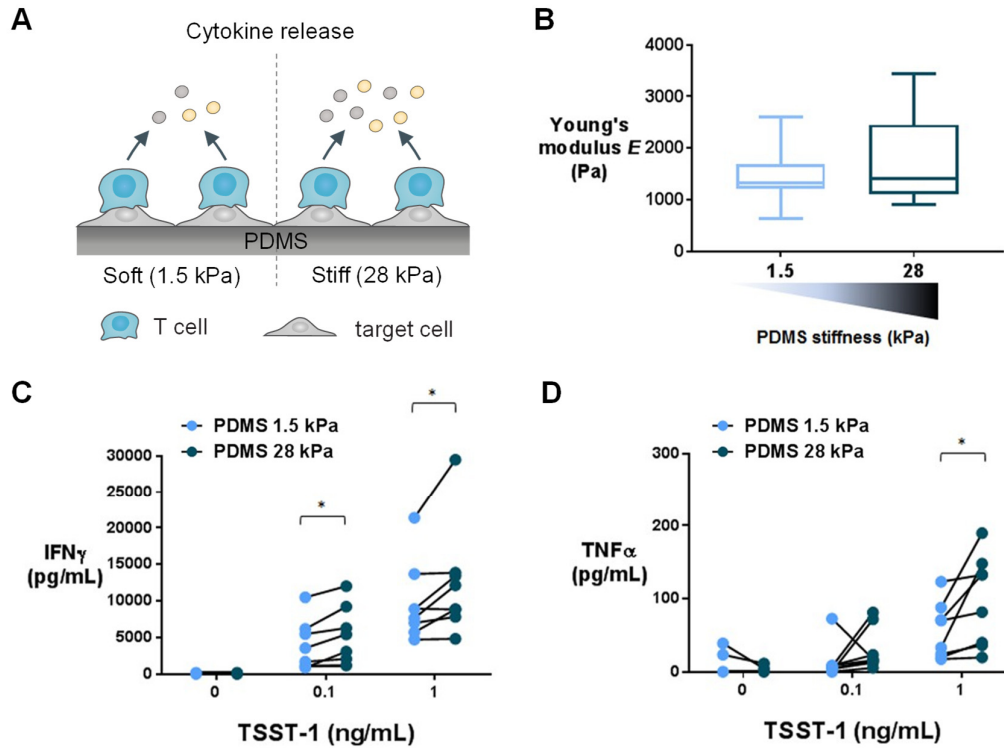 A
Cytokine release
PDMS
Soft (1.5 kPa)
Stiff (28 kPa)
T cell
target cell
B
4000
3000
2000
1000
0
Young's
modulus E
(Pa)
1.5
28
PDMS stiffness (kPa)
C
PDMS 1.5 kPa
PDMS 28 kPa
*
*
30000
25000
20000
15000
10000
5000
0
IFNγ
(pg/mL)
0
0.1
1
TSST-1 (ng/mL)
D
PDMS 1.5 kPa
PDMS 28 kPa
*
300
200
100
0
TNFα
(pg/mL)
0
0.1
1
TSST-1 (ng/mL)